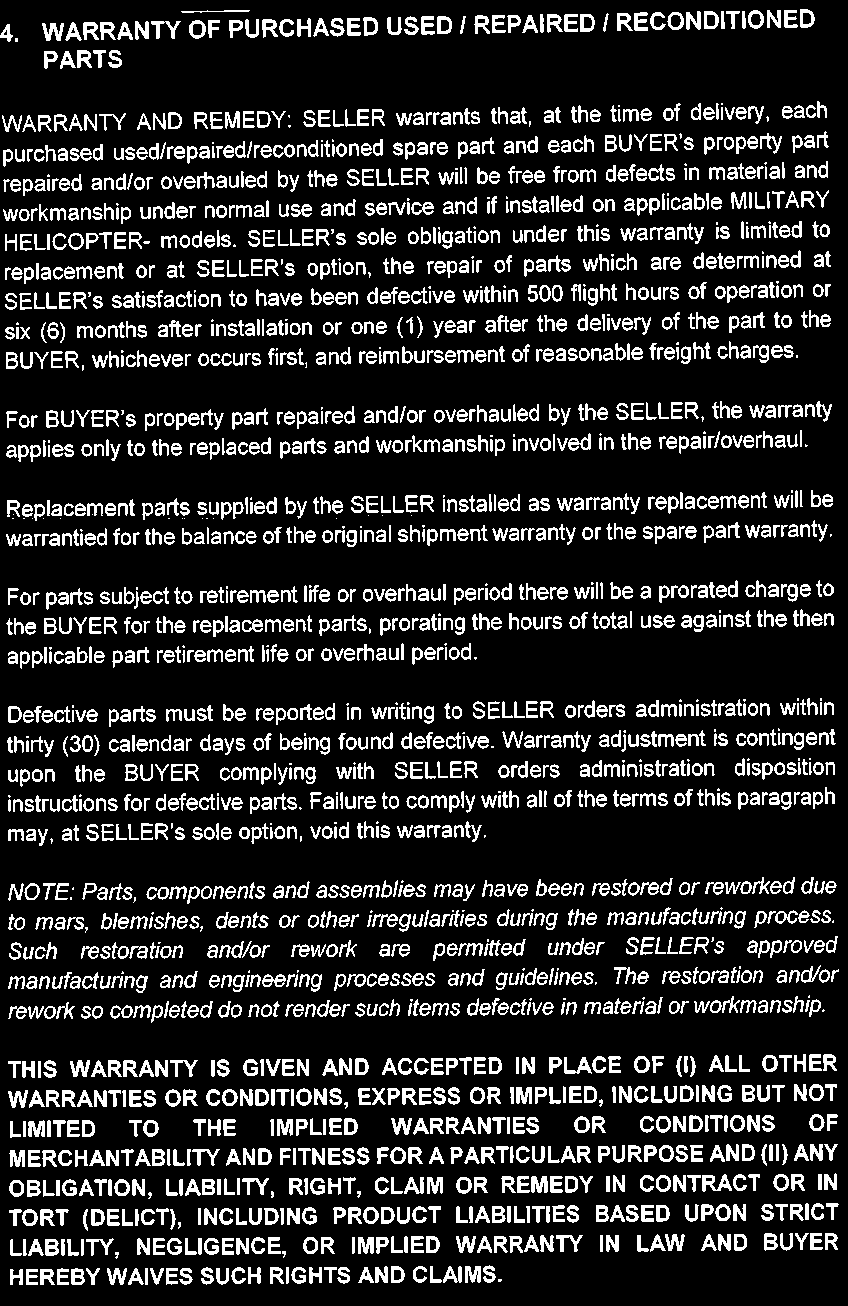 4. WARRANTY OF PURCHASED USED / REPAIRED / RECONDITIONED
PARTS
WARRANTY AND REMEDY: SELLER warrants that, at the time of delivery, each
purchased used/repaired/reconditioned spare part and each BUYER's property part
repaired and/or overhauled by the SELLER will be free from defects in material and
workmanship under normal use and service and if installed on applicable MILITARY
HELICOPTER- models. SELLER's sole obligation under this warranty is limited to
replacement or at SELLER's option, the repair of parts which are determined at
SELLER's satisfaction to have been defective within 500 flight hours of operation or
six (6) months after installation or one (1) year after the delivery of the part to the
BUYER, whichever occurs first, and reimbursement of reasonable freight charges.
For BUYER's property part repaired and/or overhauled by the SELLER, the warranty
applies only to the replaced parts and workmanship involved in the repair/overhaul.
Replacement parts supplied by the SELLER installed as warranty replacement will be
warrantied for the balance of the original shipment warranty or the spare part warranty.
For parts subject to retirement life or overhaul period there will be a prorated charge to
the BUYER for the replacement parts, prorating the hours of total use against the then
applicable part retirement life or overhaul period.
Defective parts must be reported in writing to SELLER orders administration within
thirty (30) calendar days of being found defective. Warranty adjustment is contingent
upon the BUYER complying with SELLER orders administration disposition
instructions for defective parts. Failure to comply with all of the terms of this paragraph
may, at SELLER's sole option, void this warranty.
NOTE: Parts, components and assemblies may have been restored or reworked due
to mars, blemishes, dents or other irregularities during the manufacturing process.
Such restoration and/or rework are permitted under SELLER's approved
manufacturing and engineering processes and guidelines. The restoration and/or
rework so completed do not render such items defective in material or workmanship.
THIS WARRANTY IS GIVEN AND ACCEPTED IN PLACE OF (I) ALL OTHER
WARRANTIES OR CONDITIONS, EXPRESS OR IMPLIED, INCLUDING BUT NOT
LIMITED TO THE IMPLIED WARRANTIES OR CONDITIONS OF
MERCHANTABILITY AND FITNESS FOR A PARTICULAR PURPOSE AND (II) ANY
OBLIGATION, LIABILITY, RIGHT, CLAIM OR REMEDY IN CONTRACT OR IN
TORT (DELICT), INCLUDING PRODUCT LIABILITIES BASED UPON STRICT
LIABILITY, NEGLIGENCE, OR IMPLIED WARRANTY IN LAW AND BUYER
HEREBY WAIVES SUCH RIGHTS AND CLAIMS.